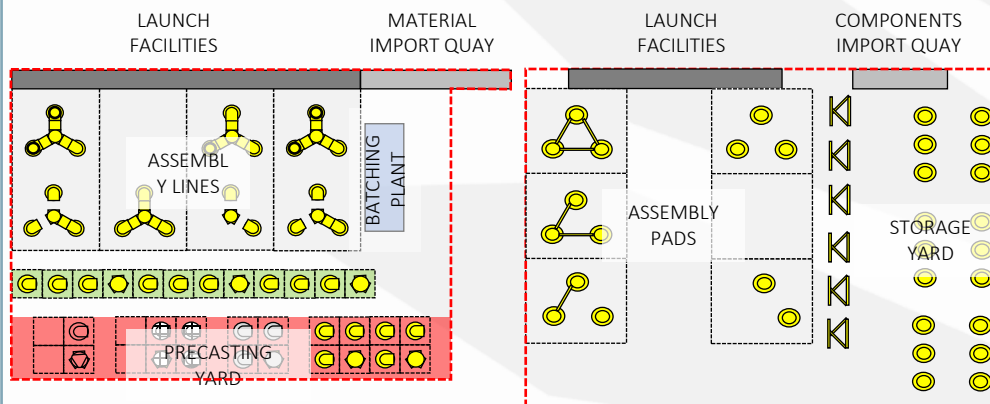 LAUNCH
FACILITIES
MATERIAL
IMPORT QUAY
LAUNCH
FACILITIES
COMPONENTS
IMPORT QUAY
ASSEMBL
Y LINES
BATCHING
PLANT
ASSEMBLY
PADS
STORAGE
YARD
PRECASTING
YARD